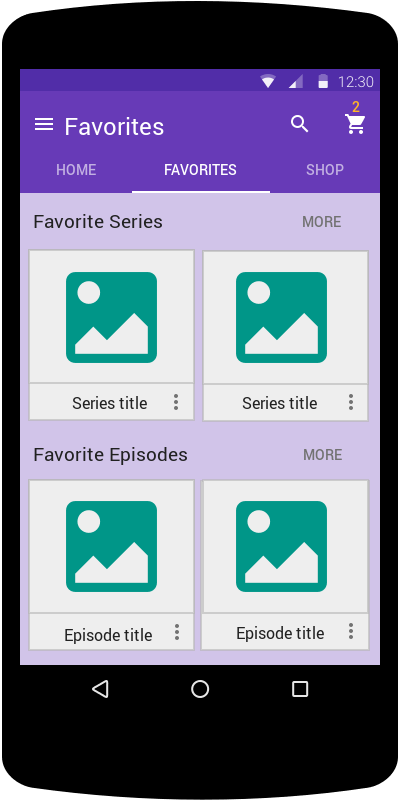 12:30
2
Favorites
HOME FAVORITES SHOP
Favorite Series MORE
Series title Series title
Favorite Episodes MORE
Episode title Episode title